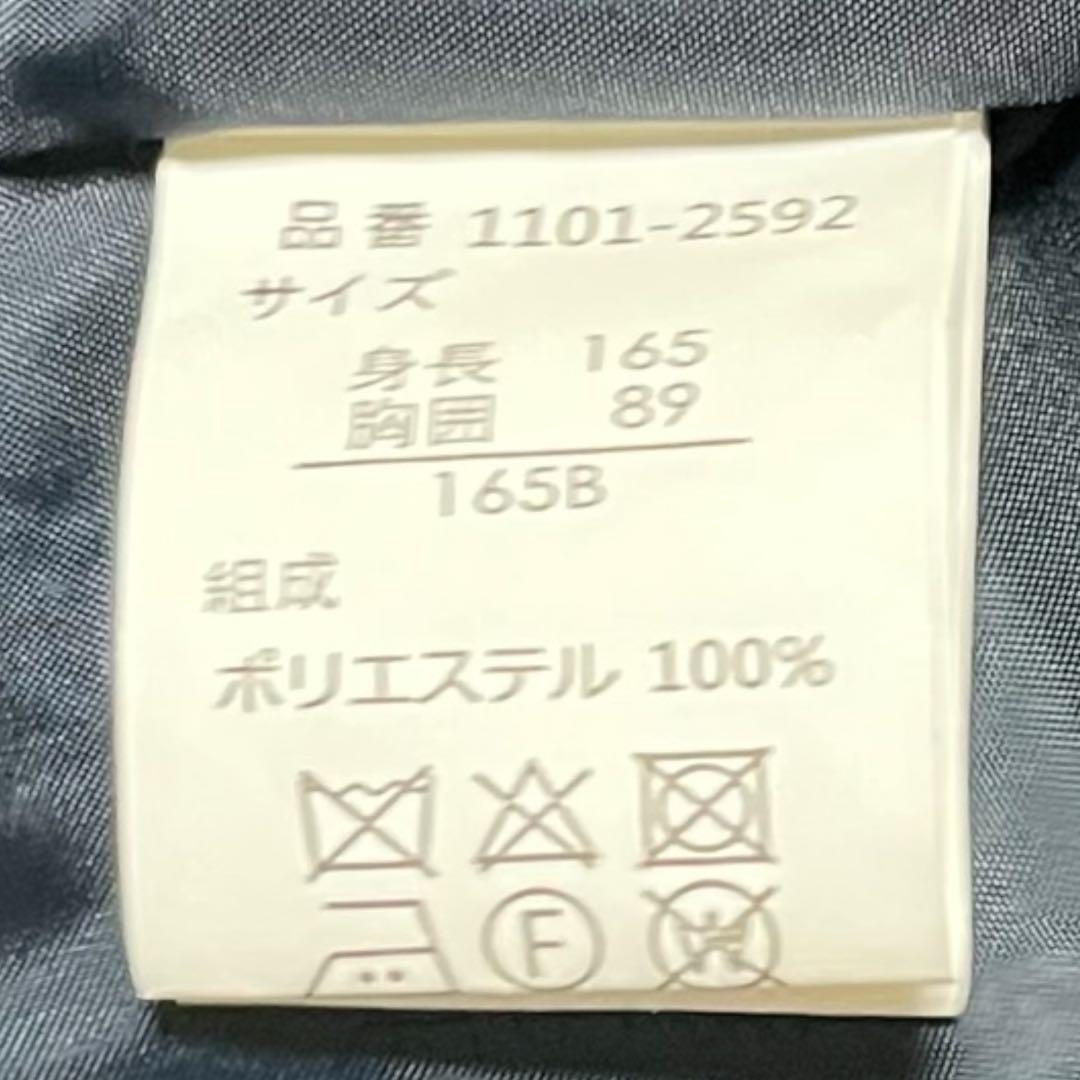 品番 1101-2592
サイズ
身長 165
胸囲 89
165B
組成
ポリエステル 100%
F
W